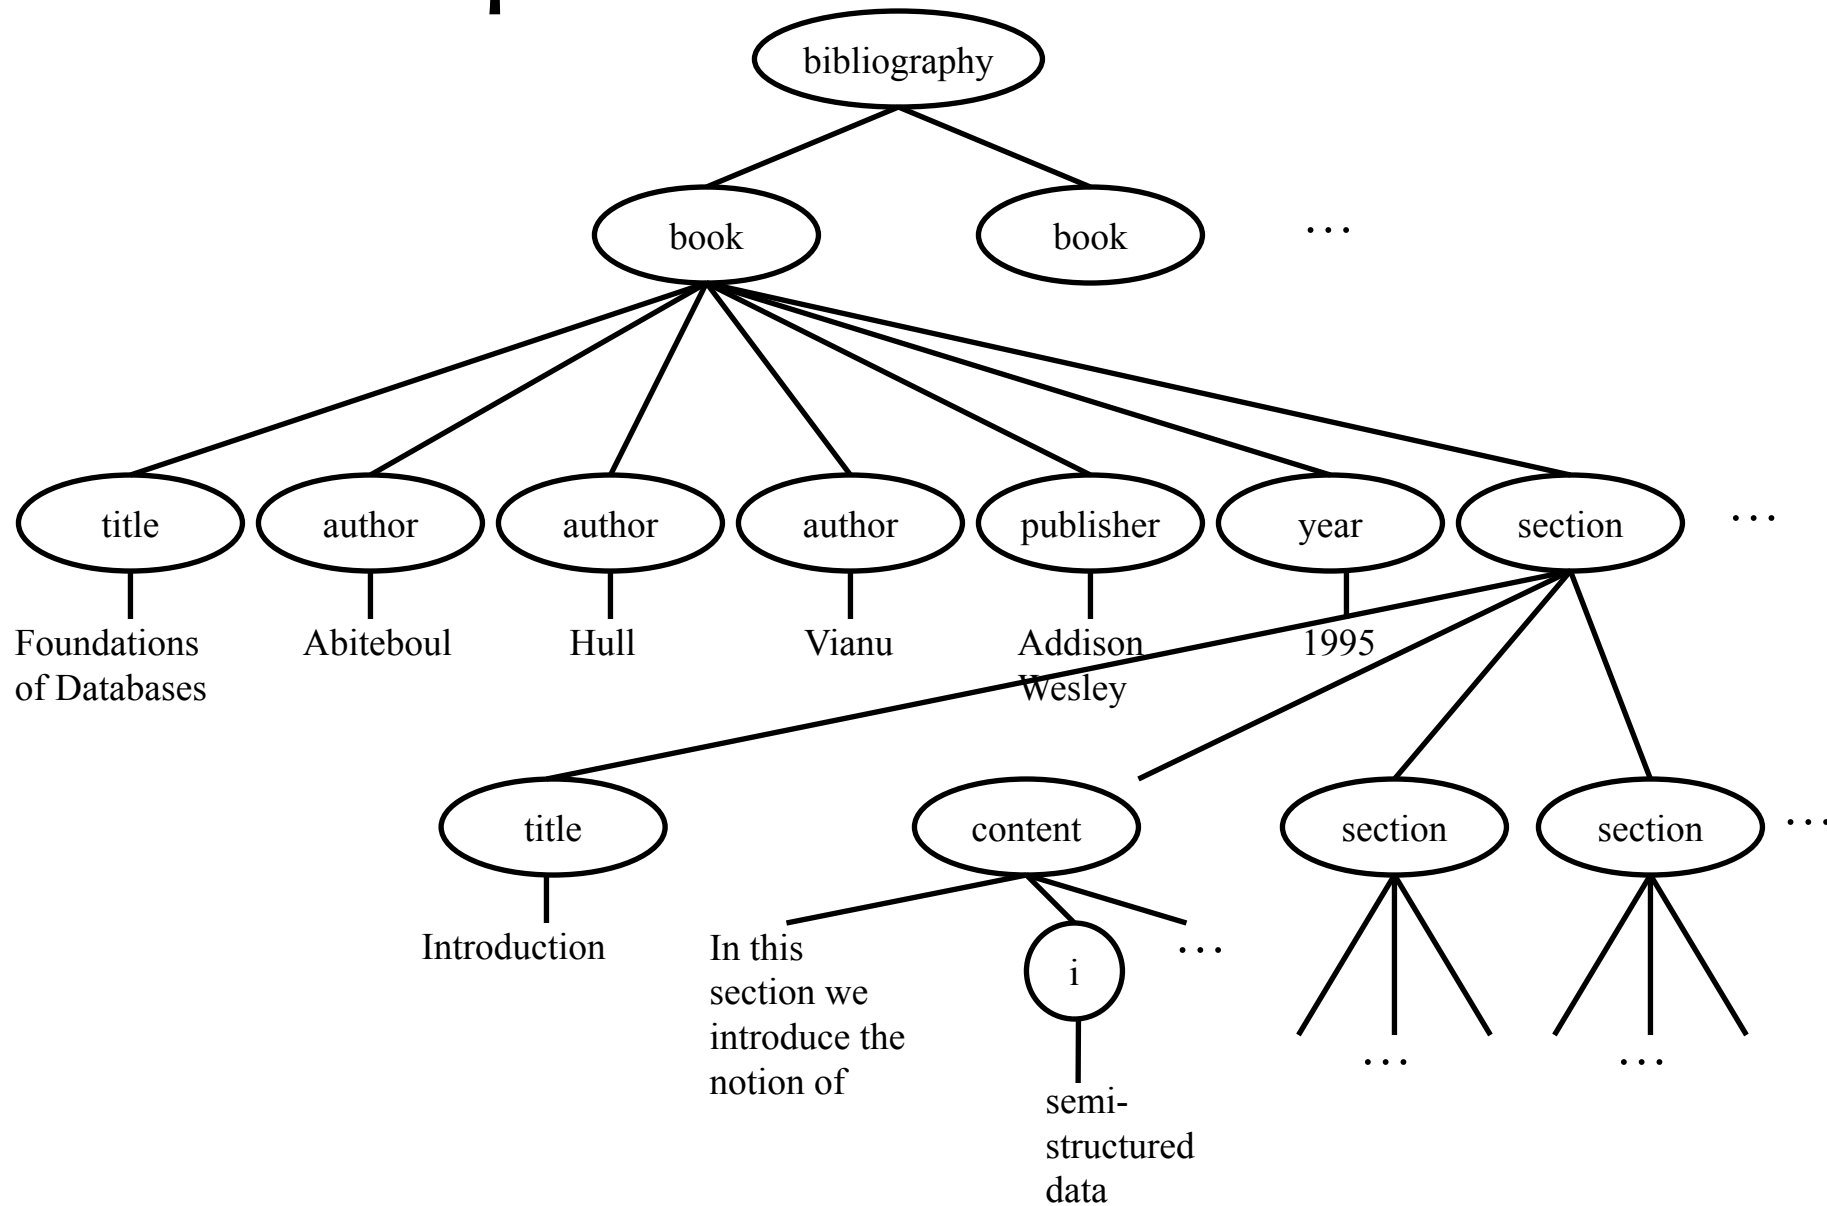 bibliography
book
book
…
title
author
author
author
publisher
year
section
…
Foundations
of Databases
Abiteboul
Hull
Vianu
Addison
Wesley
1995
title
content
section
section
…
Introduction
In this
section we
introduce the
notion of
i
…
semi-
structured
data
…
…